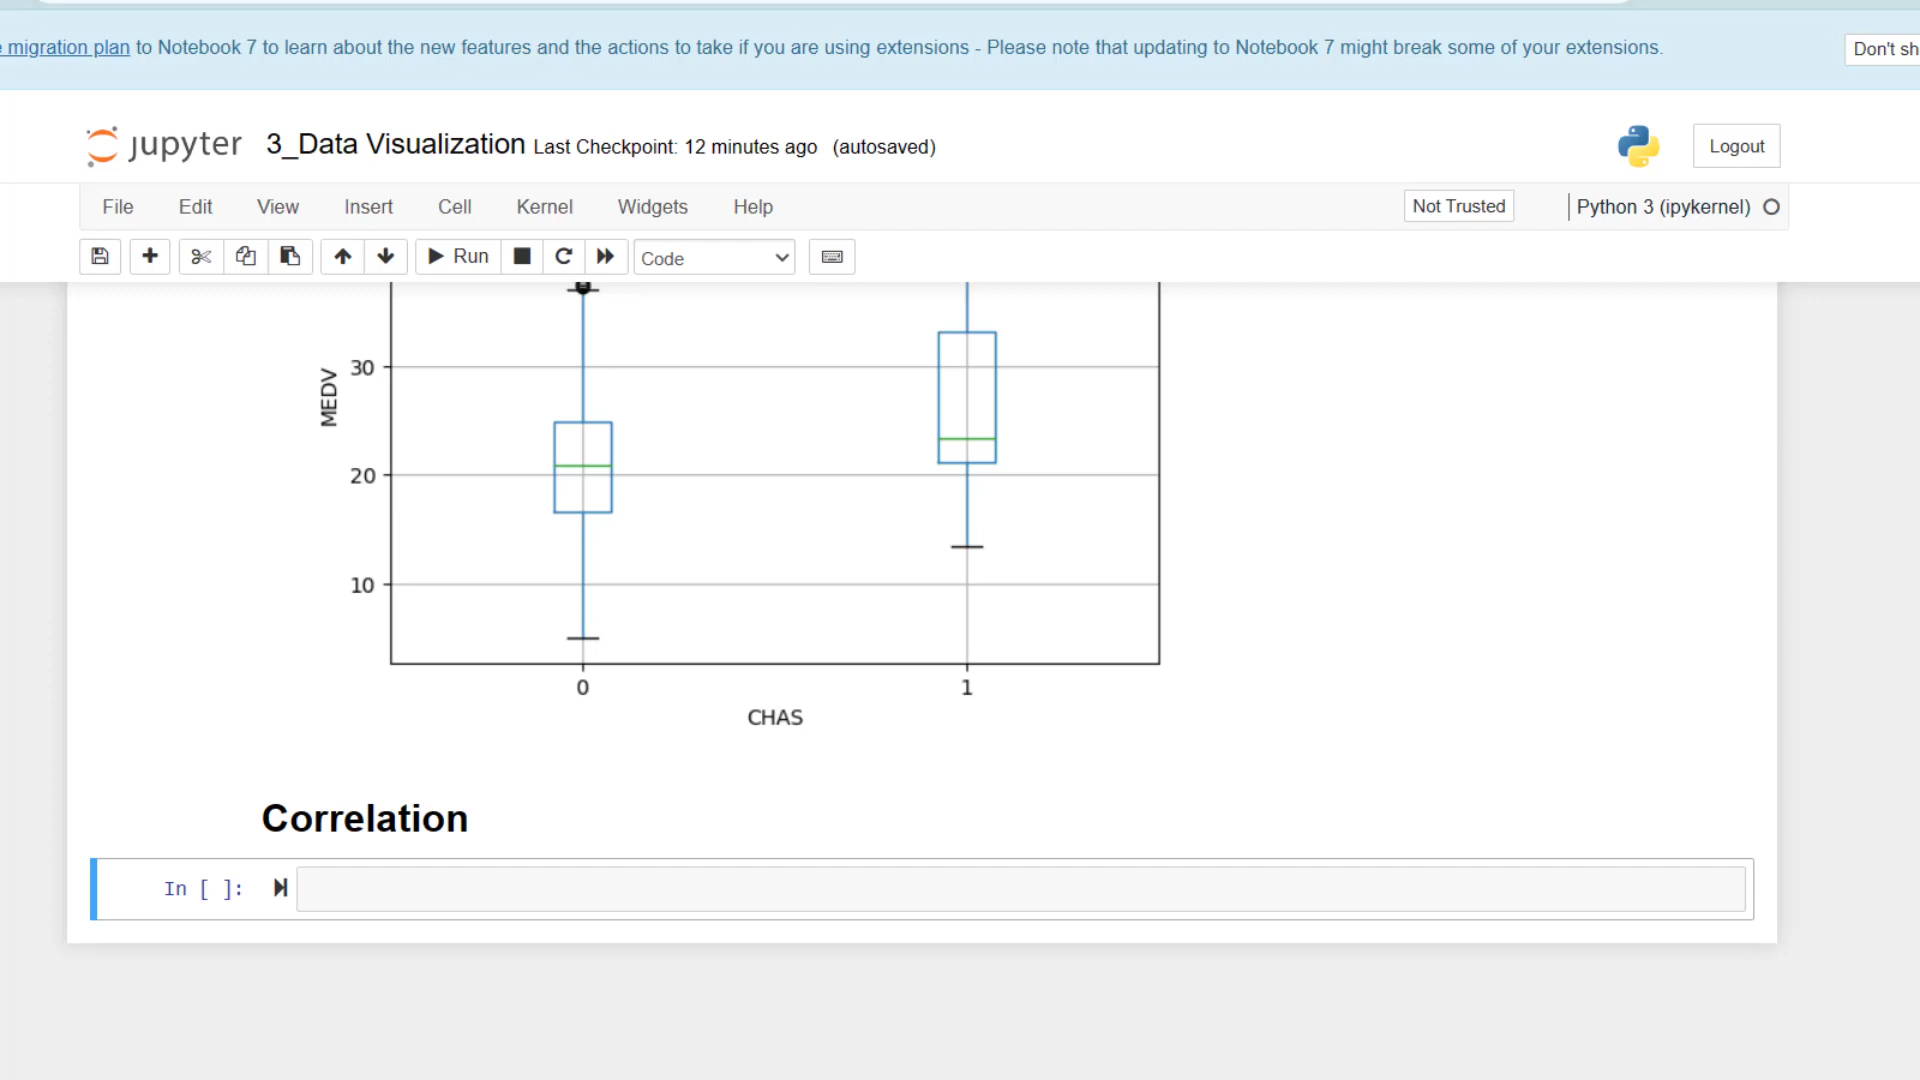 migration plan to Notebook 7 to learn about the new features and the actions to take if you are using extensions - Please note that updating to Notebook 7 might break some of your extensions.
Don't sh
jupyter 3_Data Visualization Last Checkpoint: 12 minutes ago (autosaved)
Logout
File Edit View Insert Cell Kernel Widgets Help
Not Trusted
Python 3 (ipykernel)
Run
Code
MEDV
30
20
10
0 1
CHAS
Correlation
In [ ]: